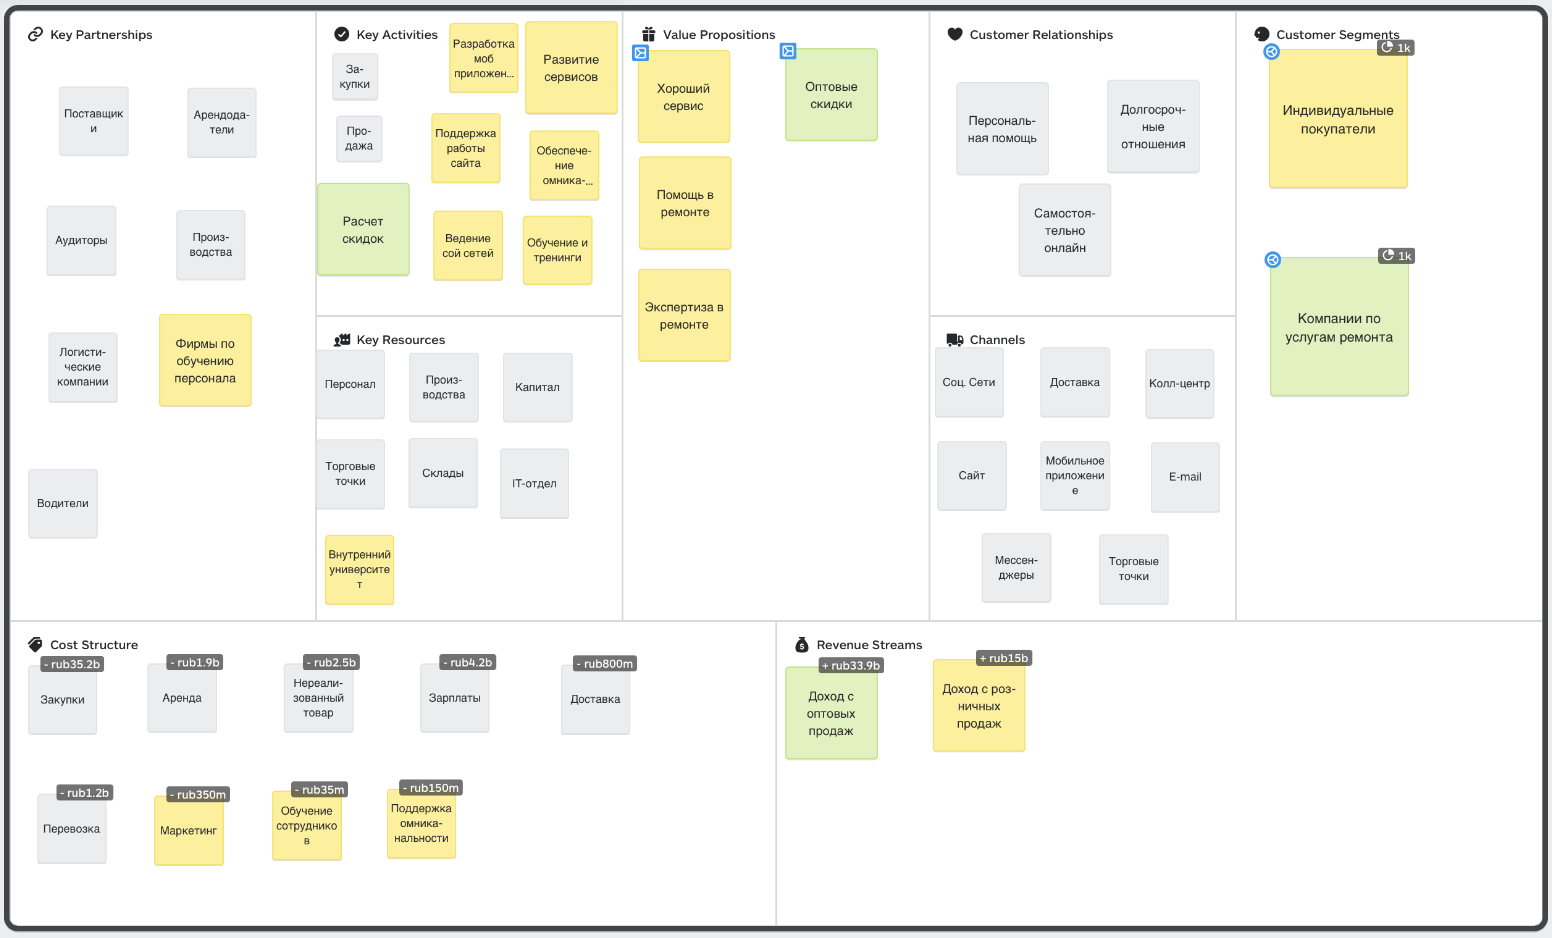 Key Partnerships
Поставщик
и
Арендода-
тели
Аудиторы
Произ-
водства
Логисти-
ческие
компании
Фирмы по
обучению
персонала
Водители
Key Activities
За-
купки
Разработка
моб
приложен...
Развитие
сервисов
Про-
дажа
Поддержка
работы
сайта
Обеспече-
ние
омника-...
Расчет
скидок
Ведение
сой сетей
Обучение и
тренинги
Key Resources
Персонал
Произ-
водства
Капитал
Торговые
точки
Склады
IT-отдел
Внутренний
университе
т
Value Propositions
Хороший
сервис
Оптовые
скидки
Помощь в
ремонте
Экспертиза в
ремонте
Customer Relationships
Персональ-
ная помощь
Долгосроч-
ные
отношения
Самостоя-
тельно
онлайн
Channels
Соц. Сети
Доставка
Колл-центр
Сайт
Мобильное
приложени
е
E-mail
Мессен-
джеры
Торговые
точки
Customer Segments
1k
Индивидуальные
покупатели
1k
Компании по
услугам ремонта
Cost Structure
- rub35.2b
Закупки
- rub1.9b
Аренда
- rub2.5b
Нереали-
зованный
товар
- rub4.2b
Зарплаты
- rub800m
Доставка
- rub1.2b
Перевозка
- rub350m
Маркетинг
- rub35m
Обучение
сотруднико
в
- rub150m
Поддержка
омника-
нальности
Revenue Streams
+ rub33.9b
Доход с
оптовых
продаж
+ rub15b
Доход с роз-
ничных
продаж